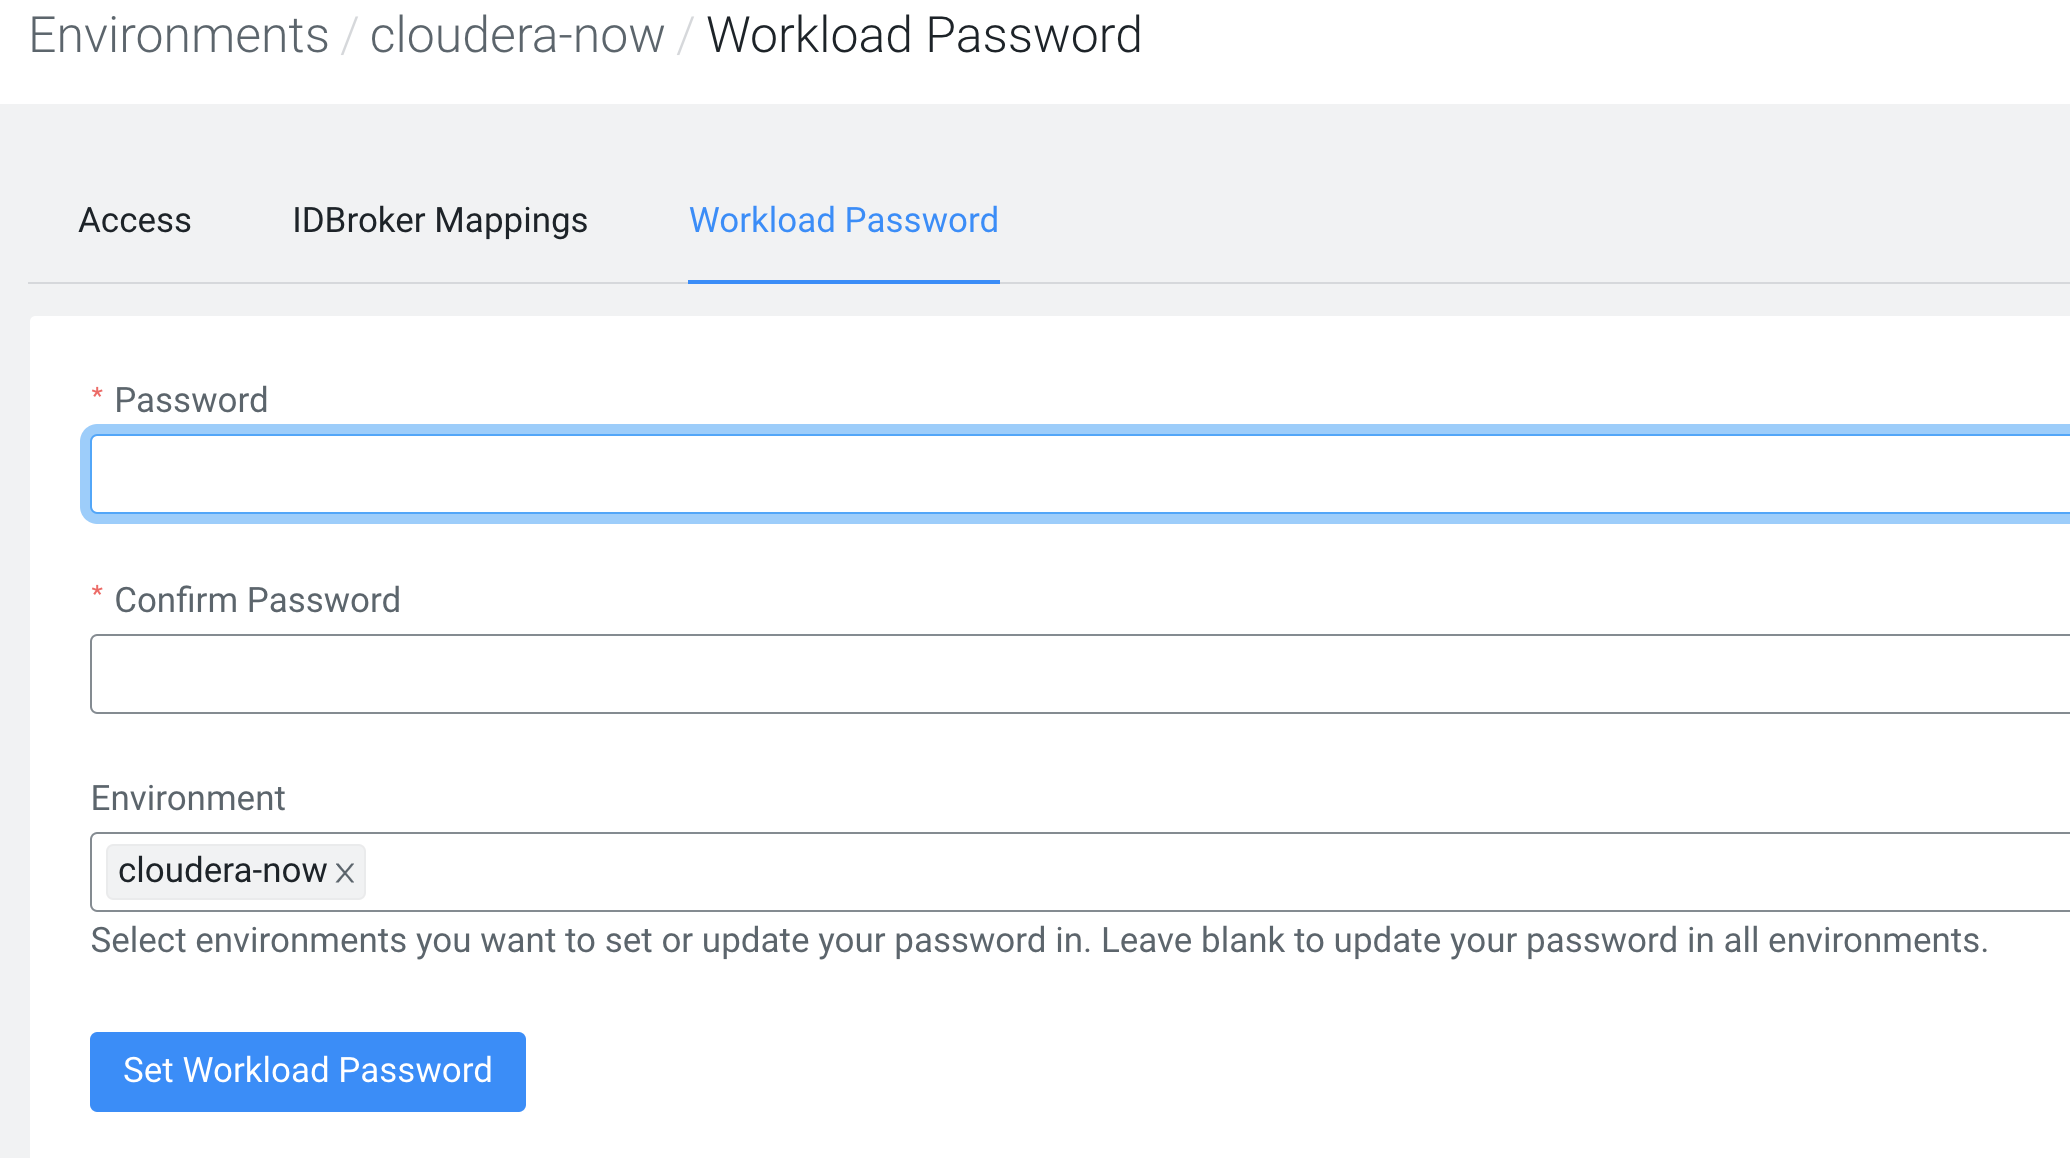 Environments / cloudera-now / Workload Password
Access IDBroker Mappings Workload Password
* Password
* Confirm Password
Environment
cloudera-now ×
Select environments you want to set or update your password in. Leave blank to update your password in all environments.
Set Workload Password